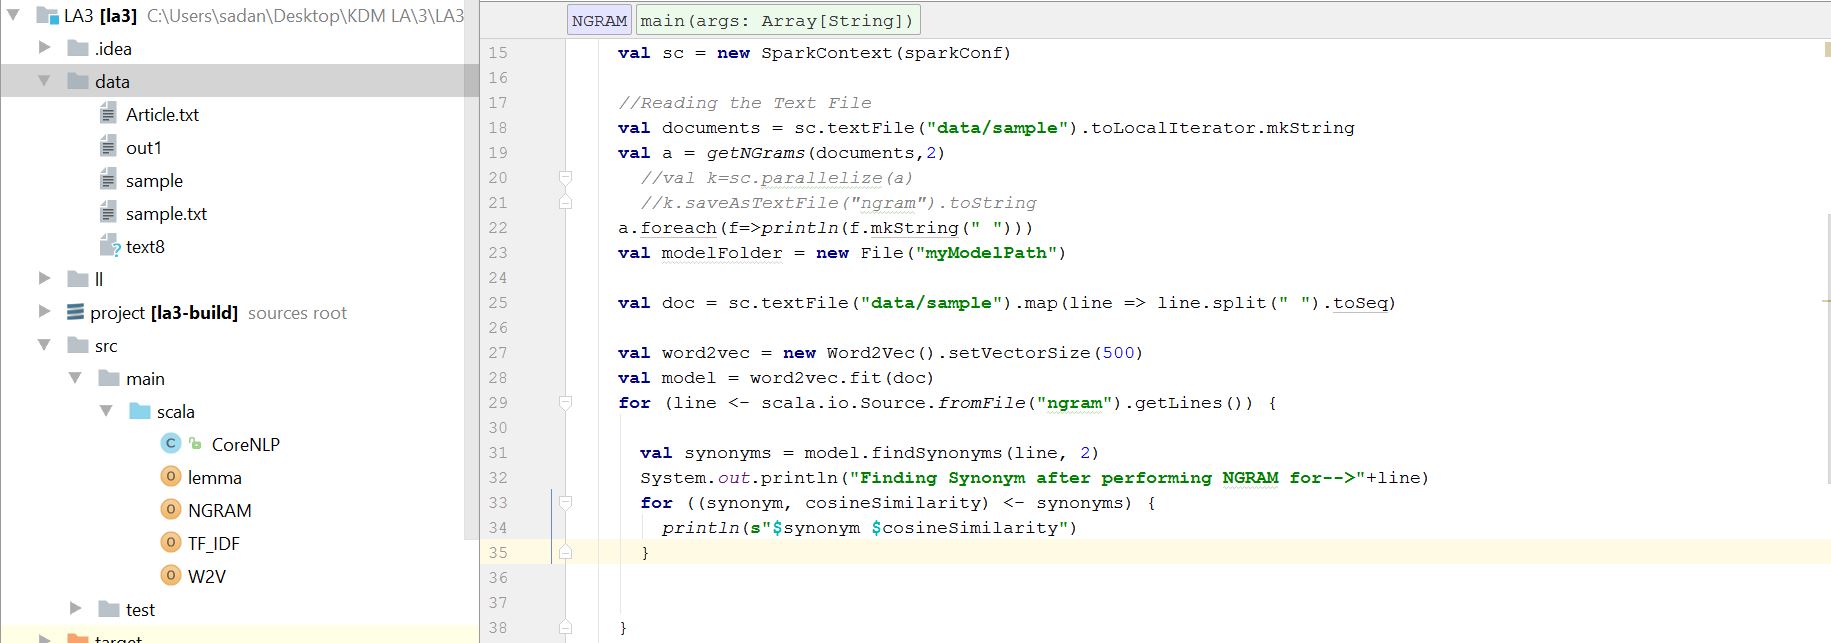 LA3 [la3] C:\Users\sadan\Desktop\KDM LA\3\LA3
.idea
data
Article.txt
out1
sample
sample.txt
text8
ll
project [la3-build] sources root
src
main
scala
C CoreNLP
O lemma
O NGRAM
O TF_IDF
O W2V
test
target
NGRAM main(args: Array[String])
15 val sc = new SparkContext(sparkConf)
16
17 //Reading the Text File
18 val documents = sc.textFile("data/sample").toLocalIterator.mkString
19 val a = getNGrams(documents,2)
20 //val k=sc.parallelize(a)
21 //k.saveAsTextFile("ngram").toString
22 a.foreach(f=>println(f.mkString(" ")))
23 val modelFolder = new File("myModelPath")
24
25 val doc = sc.textFile("data/sample").map(line => line.split(" ").toSeq)
26
27 val word2vec = new Word2Vec().setVectorSize(500)
28 val model = word2vec.fit(doc)
29 for (line <- scala.io.Source.fromFile("ngram").getLines()) {
30
31 val synonyms = model.findSynonyms(line, 2)
32 System.out.println("Finding Synonym after performing NGRAM for-->"+line)
33 for ((synonym, cosineSimilarity) <- synonyms) {
34 println(s"$synonym $cosineSimilarity")
35 }
36
37
38 }